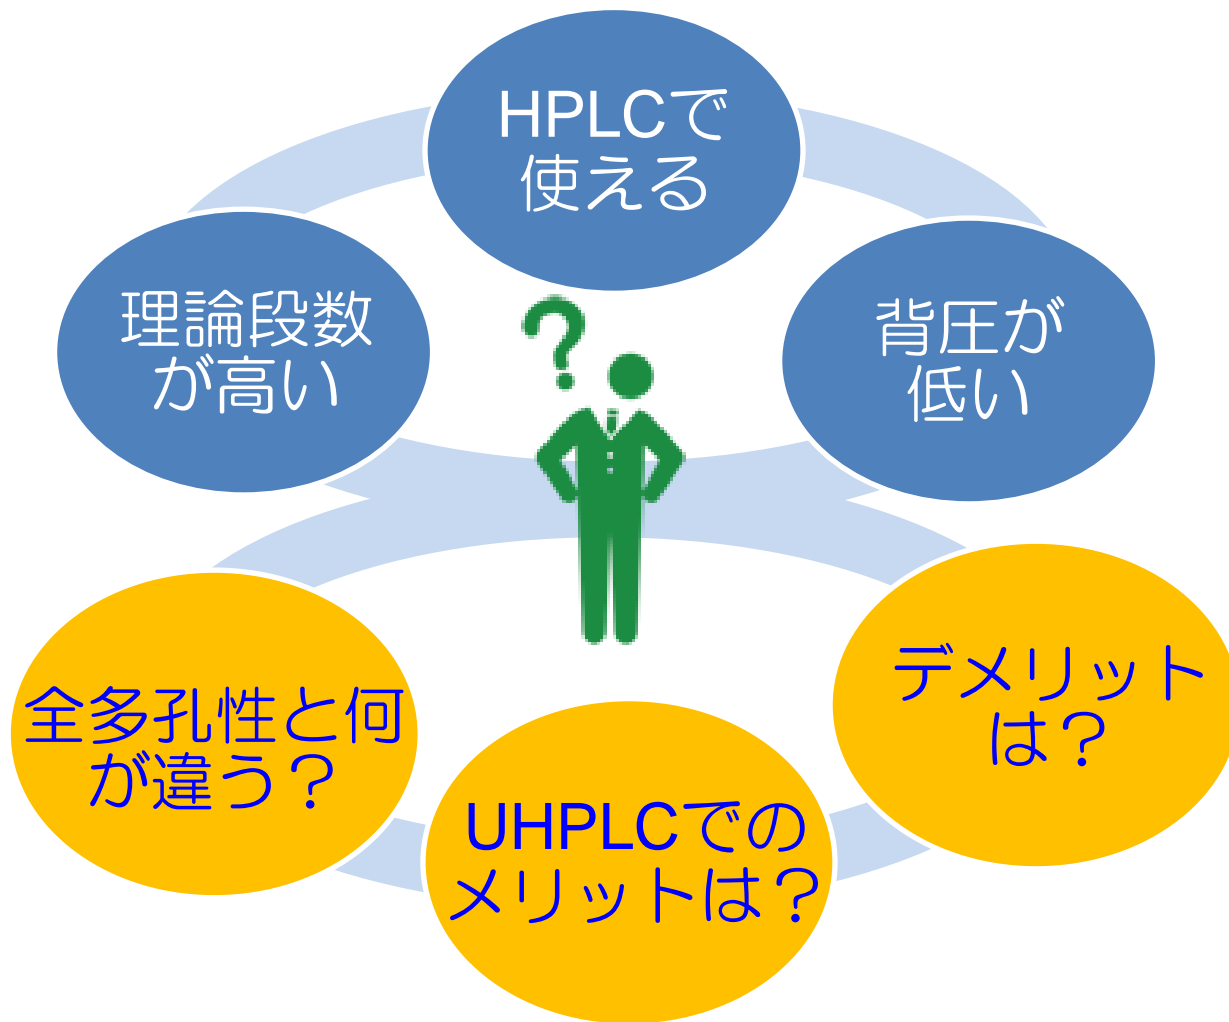 HPLCで
使える
理論段数
が高い
背圧が
低い
?
全多孔性と何
が違う？
UHPLCでの
メリットは？
デメリット
は？